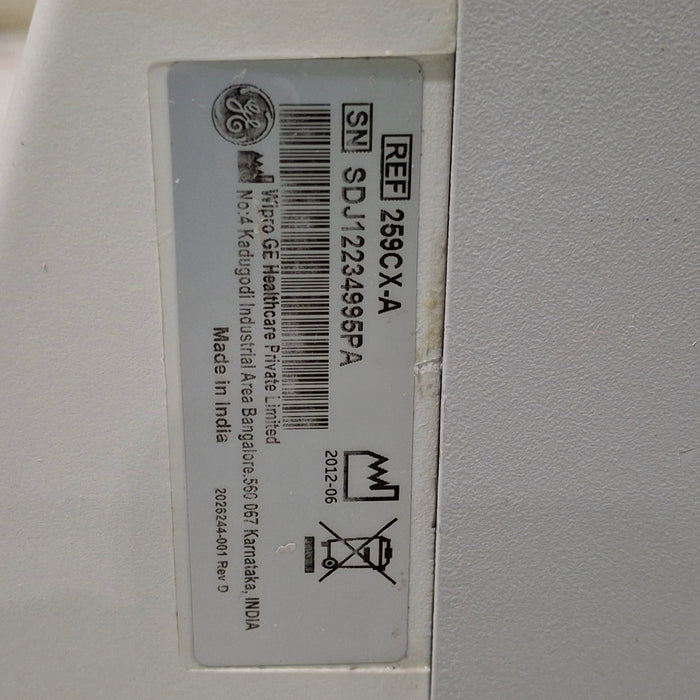 REF 259CX-A
SN SDJ12234995PA
2012-06
GE
Wipro GE Healthcare Private Limited
No:4 Kadugodi Industrial Area Bangalore.560 067 Karnataka, INDIA
Made in India
2026244-001 Rev D